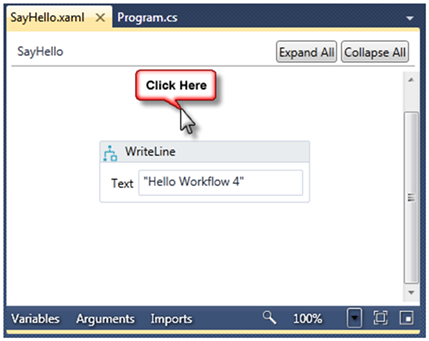 SayHello.xaml Program.cs
SayHello Expand All Collapse All
Click Here
WriteLine
Text "Hello Workflow 4"
Variables Arguments Imports 100%